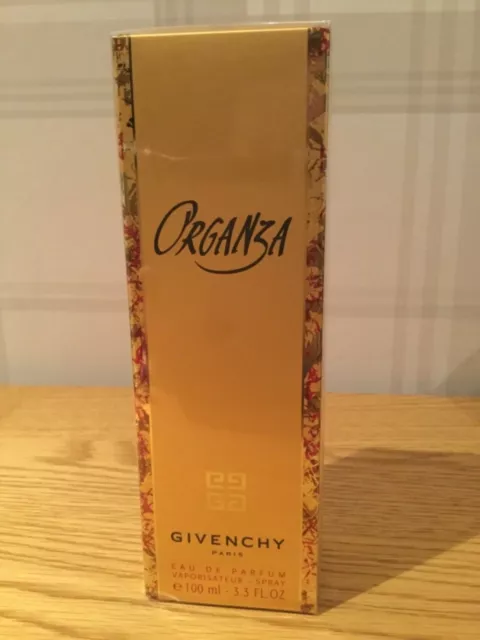 ORGANZA
GIVENCHY
PARIS
EAU DE PARFUM
VAPORISATEUR - SPRAY
e 100 ml - 3.3 FL.OZ